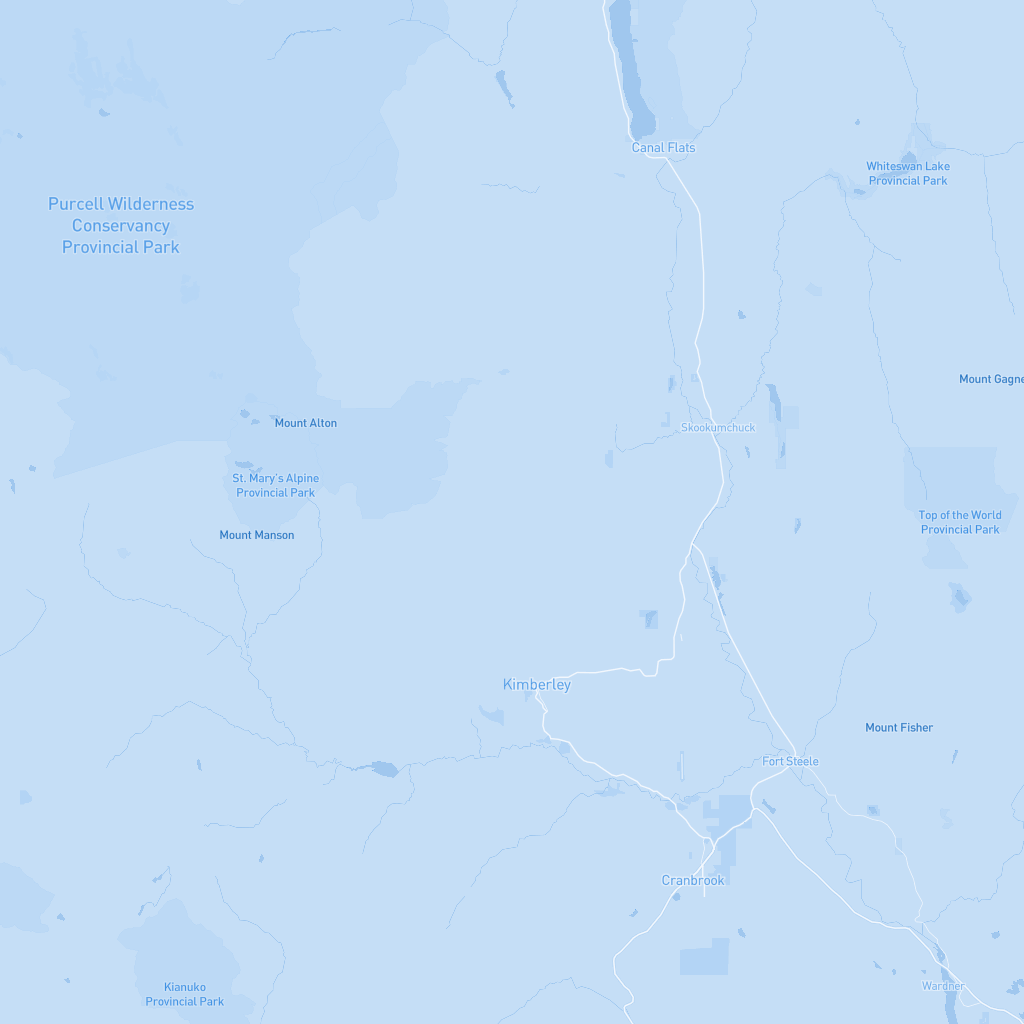 Canal Flats
Whiteswan Lake
Provincial Park
Purcell Wilderness
Conservancy
Provincial Park
Mount Gagne
Mount Alton
Skookumchuck
St. Mary's Alpine
Provincial Park
Top of the World
Provincial Park
Mount Manson
Kimberley
Mount Fisher
Fort Steele
Cranbrook
Kianuko
Provincial Park
Wardner